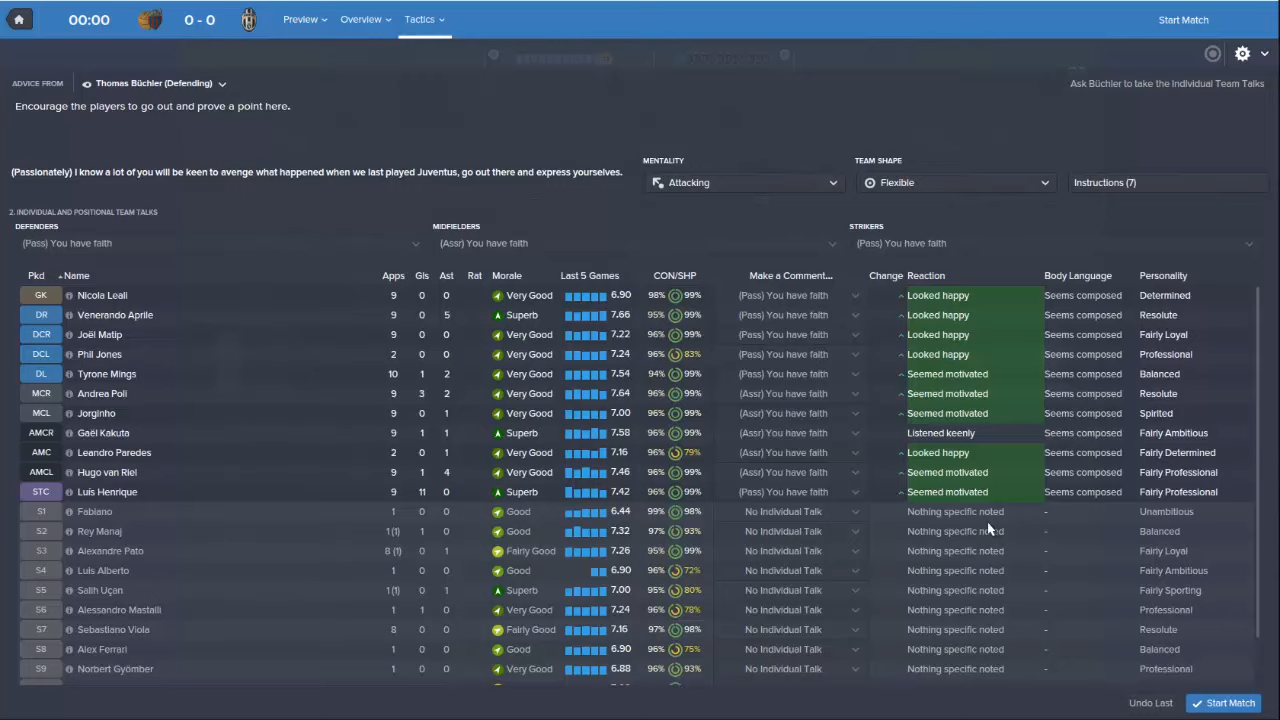 00:00 0 - 0 Preview Overview Tactics Start Match
ADVICE FROM Thomas Büchler (Defending) Ask Büchler to take the Individual Team Talks
Encourage the players to go out and prove a point here.
MENTALITY TEAM SHAPE
(Passionately) I know a lot of you will be keen to avenge what happened when we last played Juventus, go out there and express yourselves. Attacking Flexible Instructions (7)
2. INDIVIDUAL AND POSITIONAL TEAM TALKS
DEFENDERS MIDFIELDERS STRIKERS
(Pass) You have faith (Assr) You have faith (Pass) You have faith
Pkd Name Apps Gls Ast Rat Morale Last 5 Games CON/SHP Make a Comment... Change Reaction Body Language Personality
GK Nicola Leali 9 0 0 Very Good 6.90 98% 99% (Pass) You have faith Looked happy Seems composed Determined
DR Venerando Aprile 9 0 5 Superb 7.66 95% 99% (Pass) You have faith Looked happy Seems composed Resolute
DCR Joël Matip 9 0 0 Very Good 7.22 96% 99% (Pass) You have faith Looked happy Seems composed Fairly Loyal
DCL Phil Jones 2 0 0 Very Good 7.24 96% 83% (Pass) You have faith Looked happy Seems composed Professional
DL Tyrone Mings 10 1 2 Very Good 7.54 94% 99% (Pass) You have faith Seemed motivated Seems composed Balanced
MCR Andrea Poli 9 3 2 Very Good 7.64 96% 99% (Assr) You have faith Seemed motivated Seems composed Resolute
MCL Jorginho 9 0 1 Very Good 7.00 96% 99% (Assr) You have faith Seemed motivated Seems composed Spirited
AMCR Gaël Kakuta 9 1 1 Superb 7.58 96% 99% (Assr) You have faith Listened keenly Seems composed Fairly Ambitious
AMC Leandro Paredes 2 0 1 Very Good 7.16 96% 79% (Assr) You have faith Looked happy Seems composed Fairly Determined
AMCL Hugo van Riel 9 1 4 Very Good 7.46 96% 99% (Assr) You have faith Seemed motivated Seems composed Fairly Professional
STC Luis Henrique 9 11 0 Superb 7.42 96% 99% (Pass) You have faith Seemed motivated Seems composed Fairly Professional
S1 Fabiano 1 0 0 Good 6.44 99% 98% No Individual Talk Nothing specific noted - Unambitious
S2 Rey Manaj 1 (1) 1 0 Good 7.32 97% 93% No Individual Talk Nothing specific noted - Balanced
S3 Alexandre Pato 8 (1) 0 1 Fairly Good 7.26 95% 99% No Individual Talk Nothing specific noted - Fairly Loyal
S4 Luis Alberto 1 0 0 Good 6.90 96% 72% No Individual Talk Nothing specific noted - Fairly Ambitious
S5 Salih Uçan 1 (1) 0 1 Superb 7.00 95% 80% No Individual Talk Nothing specific noted - Fairly Sporting
S6 Alessandro Mastalli 1 1 0 Very Good 7.24 96% 78% No Individual Talk Nothing specific noted - Professional
S7 Sebastiano Viola 8 0 0 Fairly Good 7.16 97% 98% No Individual Talk Nothing specific noted - Resolute
S8 Alex Ferrari 1 0 0 Good 6.90 96% 75% No Individual Talk Nothing specific noted - Balanced
S9 Norbert Gyömber 1 0 0 Very Good 6.88 96% 93% No Individual Talk Nothing specific noted - Professional
Undo Last Start Match